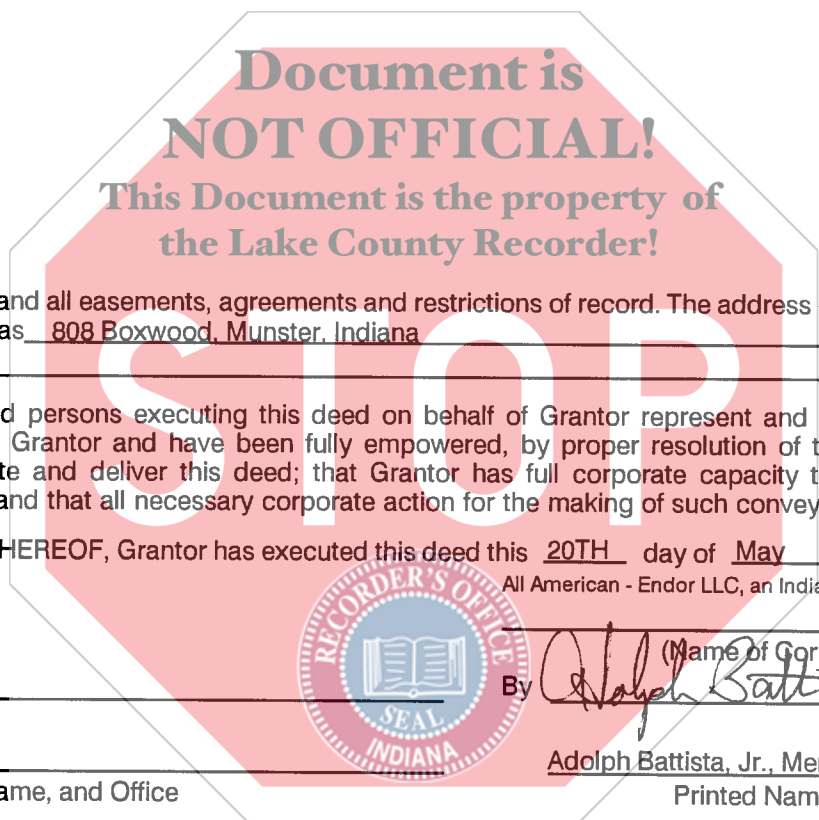 Document is
NOT OFFICIAL!
This Document is the property of
the Lake County Recorder!
and all easements, agreements and restrictions of record. The address
as 808 Boxwood, Munster, Indiana
STOP
d persons executing this deed on behalf of Grantor represent and
Grantor and have been fully empowered, by proper resolution of t
te and deliver this deed; that Grantor has full corporate capacity t
and that all necessary corporate action for the making of such convey
HEREOF, Grantor has executed this deed this 20TH day of May
All American - Endor LLC, an India
RECORDER'S OFFICE
SEAL
INDIANA
(Name of Cor
By Adolph Batti
Adolph Battista, Jr., Me
ame, and Office
Printed Nam